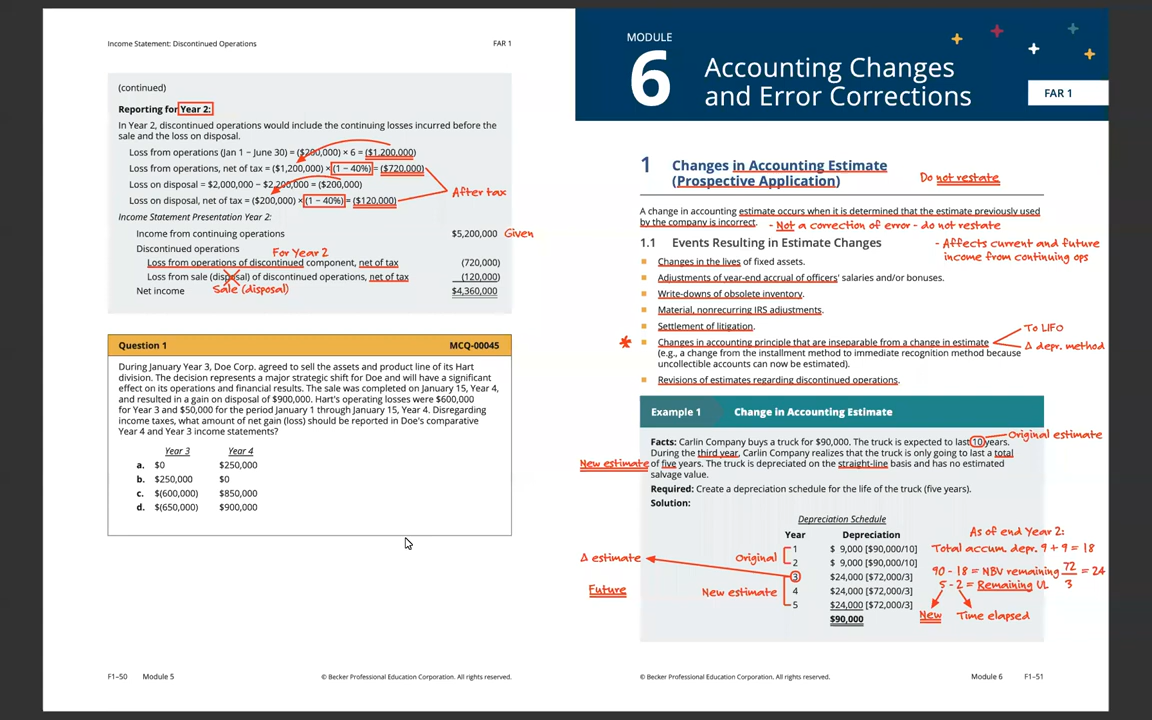 Income Statement: Discontinued Operations
FAR 1
(continued)
Reporting for Year 2:
In Year 2, discontinued operations would include the continuing losses incurred before the
sale and the loss on disposal.
Loss from operations (Jan 1 – June 30) = ($200,000) × 6 = ($1,200,000)
Loss from operations, net of tax = ($1,200,000) × (1 – 40%) = ($720,000)
Loss on disposal = $2,000,000 – $2,200,000 = ($200,000)
Loss on disposal, net of tax = ($200,000) × (1 – 40%) = ($120,000)
After tax
Income Statement Presentation Year 2:
Income from continuing operations $5,200,000 Given
Discontinued operations
For Year 2
Loss from operations of discontinued component, net of tax (720,000)
Loss from sale (disposal) of discontinued operations, net of tax (120,000)
Sale (disposal)
Net income $4,360,000
Question 1 MCQ-00045
During January Year 3, Doe Corp. agreed to sell the assets and product line of its Hart
division. The decision represents a major strategic shift for Doe and will have a significant
effect on its operations and financial results. The sale was completed on January 15, Year 4,
and resulted in a gain on disposal of $900,000. Hart's operating losses were $600,000
for Year 3 and $50,000 for the period January 1 through January 15, Year 4. Disregarding
income taxes, what amount of net gain (loss) should be reported in Doe's comparative
Year 4 and Year 3 income statements?
Year 3 Year 4
a. $0 $250,000
b. $250,000 $0
c. $(600,000) $850,000
d. $(650,000) $900,000
F1–50 Module 5
© Becker Professional Education Corporation. All rights reserved.
MODULE
6
Accounting Changes
and Error Corrections
FAR 1
1 Changes in Accounting Estimate
(Prospective Application)
Do not restate
A change in accounting estimate occurs when it is determined that the estimate previously used
by the company is incorrect. - Not a correction of error - do not restate
1.1 Events Resulting in Estimate Changes
- Affects current and future
income from continuing ops
■ Changes in the lives of fixed assets.
■ Adjustments of year-end accrual of officers' salaries and/or bonuses.
■ Write-downs of obsolete inventory.
■ Material, nonrecurring IRS adjustments.
■ Settlement of litigation.
* ■ Changes in accounting principle that are inseparable from a change in estimate
(e.g., a change from the installment method to immediate recognition method because
uncollectible accounts can now be estimated).
To LIFO
Δ depr. method
■ Revisions of estimates regarding discontinued operations.
Example 1 Change in Accounting Estimate
Facts: Carlin Company buys a truck for $90,000. The truck is expected to last 10 years.
Original estimate
During the third year, Carlin Company realizes that the truck is only going to last a total
New estimate of five years. The truck is depreciated on the straight-line basis and has no estimated
salvage value.
Required: Create a depreciation schedule for the life of the truck (five years).
Solution:
Depreciation Schedule
Year Depreciation
1 $ 9,000 [$90,000/10]
2 $ 9,000 [$90,000/10]
3 $24,000 [$72,000/3]
4 $24,000 [$72,000/3]
5 $24,000 [$72,000/3]
$90,000
Original
New estimate
Δ estimate
Future
As of end Year 2:
Total accum. depr. 9 + 9 = 18
90 - 18 = NBV remaining 72 = 24
5 - 2 = Remaining UL 3
New Time elapsed
© Becker Professional Education Corporation. All rights reserved.
Module 6 F1–51